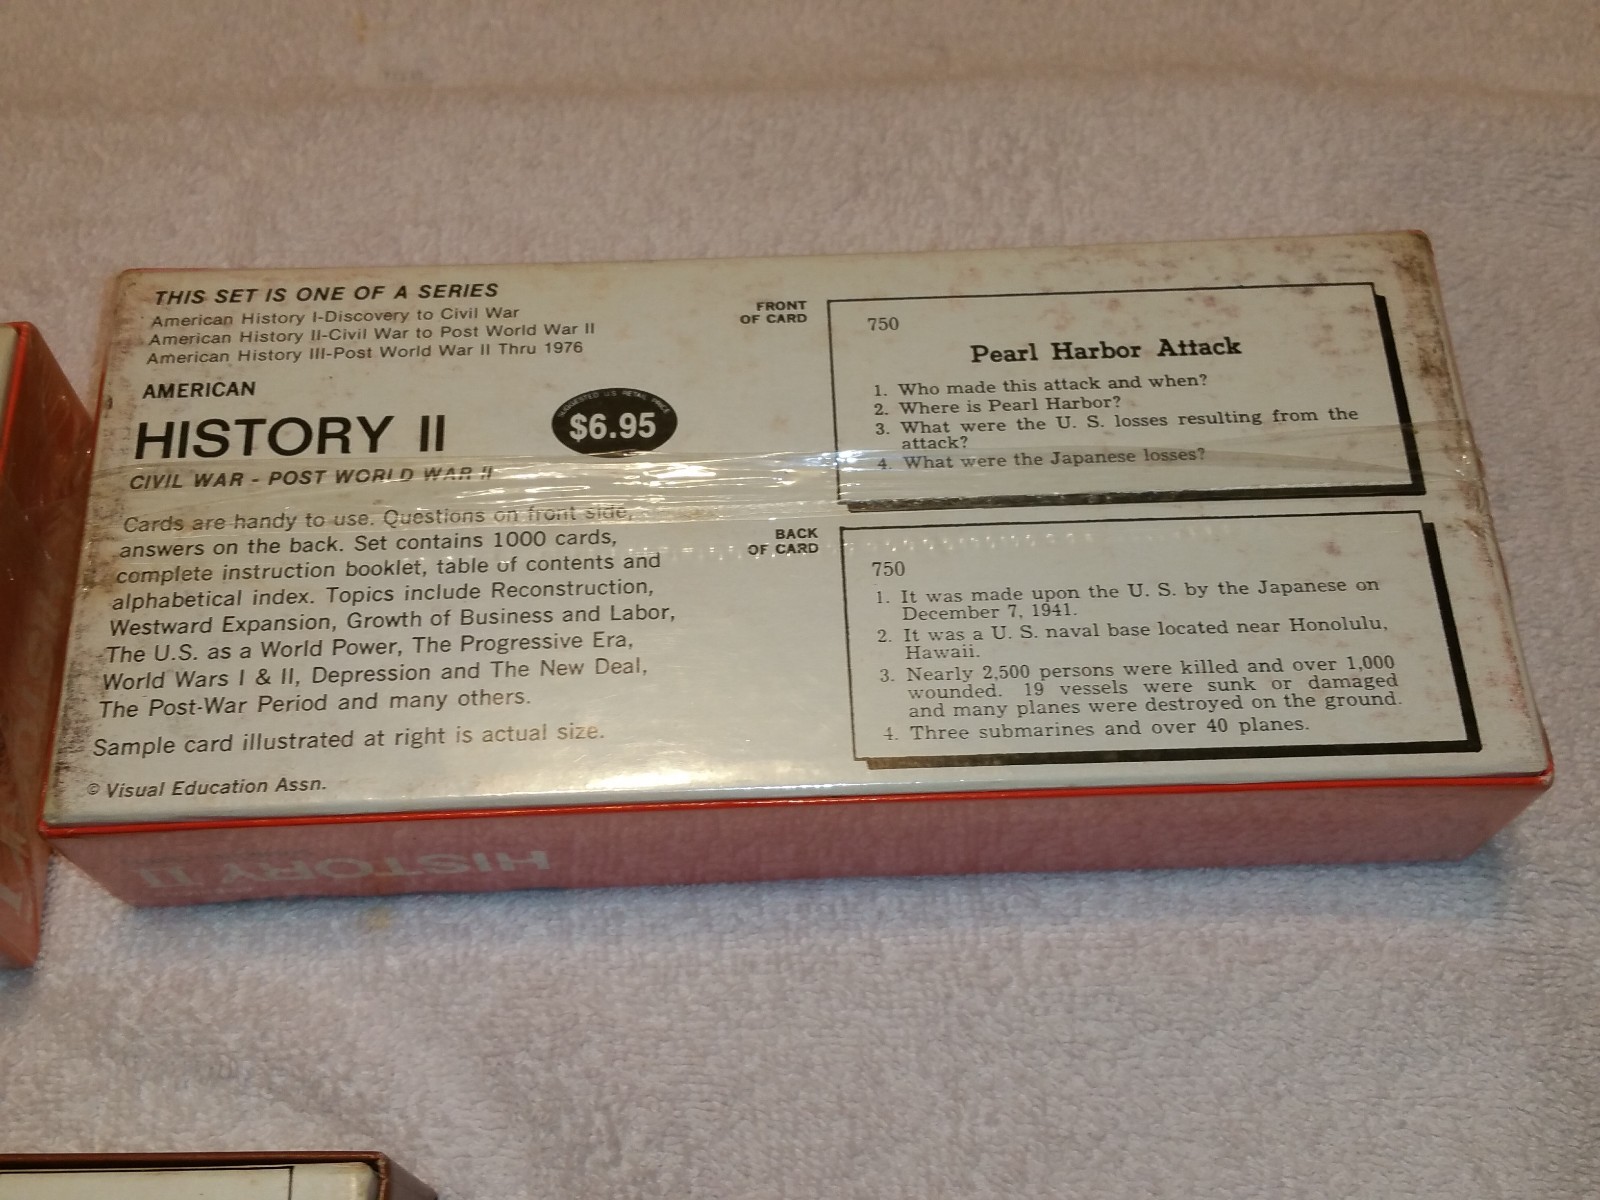 THIS SET IS ONE OF A SERIES
American History I-Discovery to Civil War
American History II-Civil War to Post World War II
American History III-Post World War II Thru 1976
AMERICAN
HISTORY II
SUGGESTED U.S. RETAIL PRICE
$6.95
CIVIL WAR - POST WORLD WAR II
Cards are handy to use. Questions on front side,
answers on the back. Set contains 1000 cards,
complete instruction booklet, table of contents and
alphabetical index. Topics include Reconstruction,
Westward Expansion, Growth of Business and Labor,
The U.S. as a World Power, The Progressive Era,
World Wars I & II, Depression and The New Deal,
The Post-War Period and many others.
Sample card illustrated at right is actual size.
© Visual Education Assn.
FRONT
OF CARD
750
Pearl Harbor Attack
1. Who made this attack and when?
2. Where is Pearl Harbor?
3. What were the U. S. losses resulting from the
attack?
4. What were the Japanese losses?
BACK
OF CARD
750
1. It was made upon the U. S. by the Japanese on
December 7, 1941.
2. It was a U. S. naval base located near Honolulu,
Hawaii.
3. Nearly 2,500 persons were killed and over 1,000
wounded. 19 vessels were sunk or damaged
and many planes were destroyed on the ground.
4. Three submarines and over 40 planes.
HISTORY II